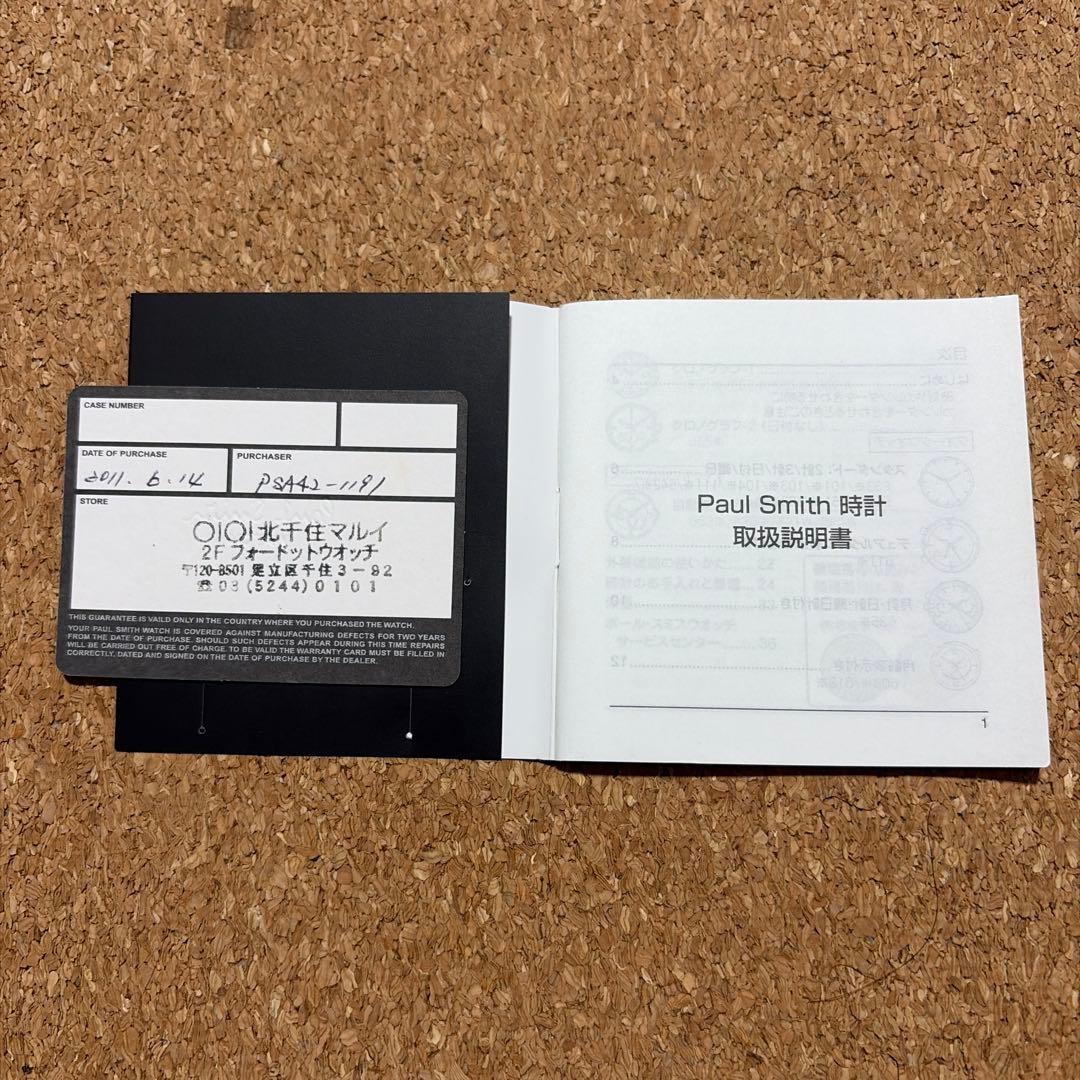 CASE NUMBER
DATE OF PURCHASE
PURCHASER
2011. 6. 14
PSA42-1191
STORE
OIOI北千住マルイ
2F フォードットウオッチ
〒120-8501 足立区千住3-92
☎ 03(5244)0101
THIS GUARANTEE IS VAILD ONLY IN THE COUNTRY WHERE YOU PURCHASED THE WATCH.
YOUR PAUL SMITH WATCH IS COVERED AGAINST MANUFACTURING DEFECTS FOR TWO YEARS
FROM THE DATE OF PURCHASE. SHOULD SUCH DEFECTS APPEAR DURING THIS TIME REPAIRS
WILL BE CARRIED OUT FREE OF CHARGE. TO BE VALID THE WARRANTY CARD MUST BE FILLED IN
CORRECTLY, DATED AND SIGNED ON THE DATE OF PURCHASE BY THE DEALER.
Paul Smith 時計
取扱説明書
1